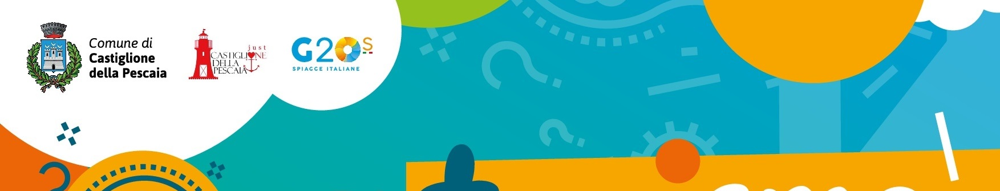 Comune di
Castiglione
della Pescaia
just
CASTIGLIONE
DELLA
PESCAIA
G20s
SPIAGGE ITALIANE